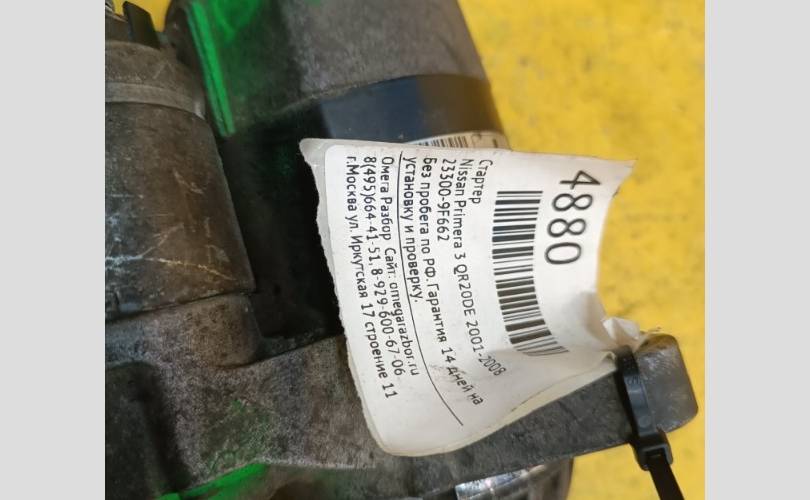 4880
Стартер
Nissan Primera 3 QR20DE 2001-2008
23300-9F662
Без пробега по РФ. Гарантия 14 дней на
установку и проверку.
Омега Разбор Сайт: omegarazbor.ru
8(495)664-41-51, 8-929-600-67-06
г.Москва ул. Иркутская 17 строение 11